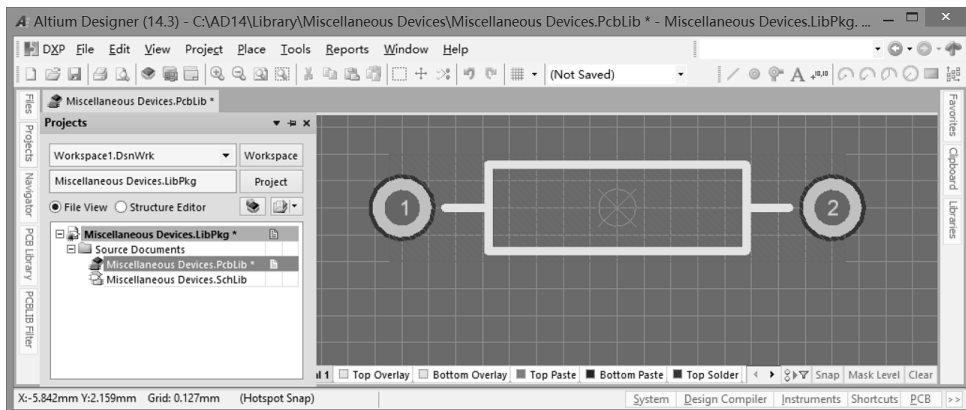 Altium Designer (14.3) - C:\AD14\Library\Miscellaneous Devices\Miscellaneous Devices.PcbLib * - Miscellaneous Devices.LibPkg. ...
DXP File Edit View Project Place Tools Reports Window Help
(Not Saved)
+10,10
Files
Projects
Navigator
PCB Library
PCBLIB Filter
Miscellaneous Devices.PcbLib *
Projects
Workspace1.DsnWrk Workspace
Miscellaneous Devices.LibPkg Project
File View Structure Editor
Miscellaneous Devices.LibPkg *
Source Documents
Miscellaneous Devices.PcbLib *
Miscellaneous Devices.SchLib
1 2
Favorites
Clipboard
Libraries
al 1 Top Overlay Bottom Overlay Top Paste Bottom Paste Top Solder Snap Mask Level Clear
X:-5.842mm Y:2.159mm Grid: 0.127mm (Hotspot Snap) System Design Compiler Instruments Shortcuts PCB >>